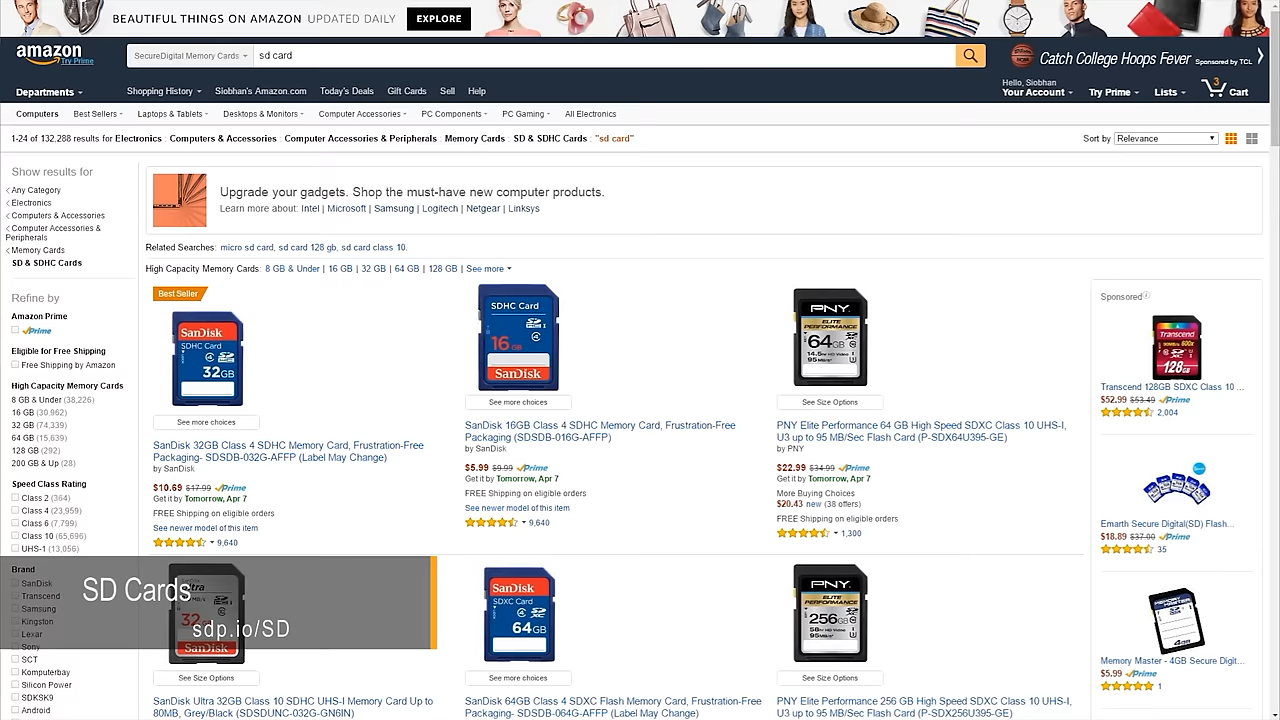 BEAUTIFUL THINGS ON AMAZON UPDATED DAILY EXPLORE
amazon
Try Prime
SecureDigital Memory Cards
sd card
Catch College Hoops Fever Sponsored by TCL
Departments
Shopping History
Siobhan's Amazon.com
Today's Deals
Gift Cards
Sell
Help
Hello, Siobhan
Your Account
Try Prime
Lists
3
Cart
Computers
Best Sellers
Laptops & Tablets
Desktops & Monitors
Computer Accessories
PC Components
PC Gaming
All Electronics
1-24 of 132,288 results for Electronics : Computers & Accessories : Computer Accessories & Peripherals : Memory Cards : SD & SDHC Cards : "sd card"
Sort by Relevance
Show results for
Any Category
Electronics
Computers & Accessories
Computer Accessories &
Peripherals
Memory Cards
SD & SDHC Cards
Refine by
Amazon Prime
Prime
Eligible for Free Shipping
Free Shipping by Amazon
High Capacity Memory Cards
8 GB & Under (38,226)
16 GB (30,962)
32 GB (74,339)
64 GB (15,639)
128 GB (292)
200 GB & Up (28)
Speed Class Rating
Class 2 (364)
Class 4 (23,959)
Class 6 (7,799)
Class 10 (65,696)
UHS-1 (13,056)
Brand
SanDisk
Transcend
Samsung
Kingston
Lexar
Sony
SCT
Komputerbay
Silicon Power
SDKSK9
Android
Upgrade your gadgets. Shop the must-have new computer products.
Learn more about: Intel | Microsoft | Samsung | Logitech | Netgear | Linksys
Related Searches: micro sd card, sd card 128 gb, sd card class 10.
High Capacity Memory Cards: 8 GB & Under | 16 GB | 32 GB | 64 GB | 128 GB | See more
Best Seller
SanDisk
SDHC Card
32GB
See more choices
SanDisk 32GB Class 4 SDHC Memory Card, Frustration-Free
Packaging- SDSDB-032G-AFFP (Label May Change)
by SanDisk
$10.69 $17.99 Prime
Get it by Tomorrow, Apr 7
FREE Shipping on eligible orders
See newer model of this item
9,640
SDHC Card
16 GB
SanDisk
See more choices
SanDisk 16GB Class 4 SDHC Memory Card, Frustration-Free
Packaging (SDSDB-016G-AFFP)
by SanDisk
$5.99 $9.99 Prime
Get it by Tomorrow, Apr 7
FREE Shipping on eligible orders
See newer model of this item
9,640
PNY
ELITE
PERFORMANCE
64GB
95MB/s
See Size Options
PNY Elite Performance 64 GB High Speed SDXC Class 10 UHS-I,
U3 up to 95 MB/Sec Flash Card (P-SDX64U395-GE)
by PNY
$22.99 $34.99 Prime
Get it by Tomorrow, Apr 7
More Buying Choices
$20.43 new (38 offers)
FREE Shipping on eligible orders
1,300
Sponsored
Transcend
128GB
Transcend 128GB SDXC Class 10 ...
$52.99 $53.49 Prime
2,004
Emarth Secure Digital(SD) Flash...
$18.89 $37.90 Prime
35
4GB
Memory Master - 4GB Secure Digit...
$5.99 Prime
1
SD Cards
sdp.io/SD
Ultra
32
SanDisk
See Size Options
SanDisk Ultra 32GB Class 10 SDHC UHS-I Memory Card Up to
80MB, Grey/Black (SDSDUNC-032G-GN6IN)
SanDisk
SDXC Card
64GB
See more choices
SanDisk 64GB Class 4 SDXC Flash Memory Card, Frustration-Free
Packaging- SDSDB-064G-AFFP (Label May Change)
PNY
ELITE
PERFORMANCE
256GB
95MB/s
See Size Options
PNY Elite Performance 256 GB High Speed SDXC Class 10 UHS-I,
U3 up to 95 MB/Sec Flash Card (P-SDX256U395-GE)